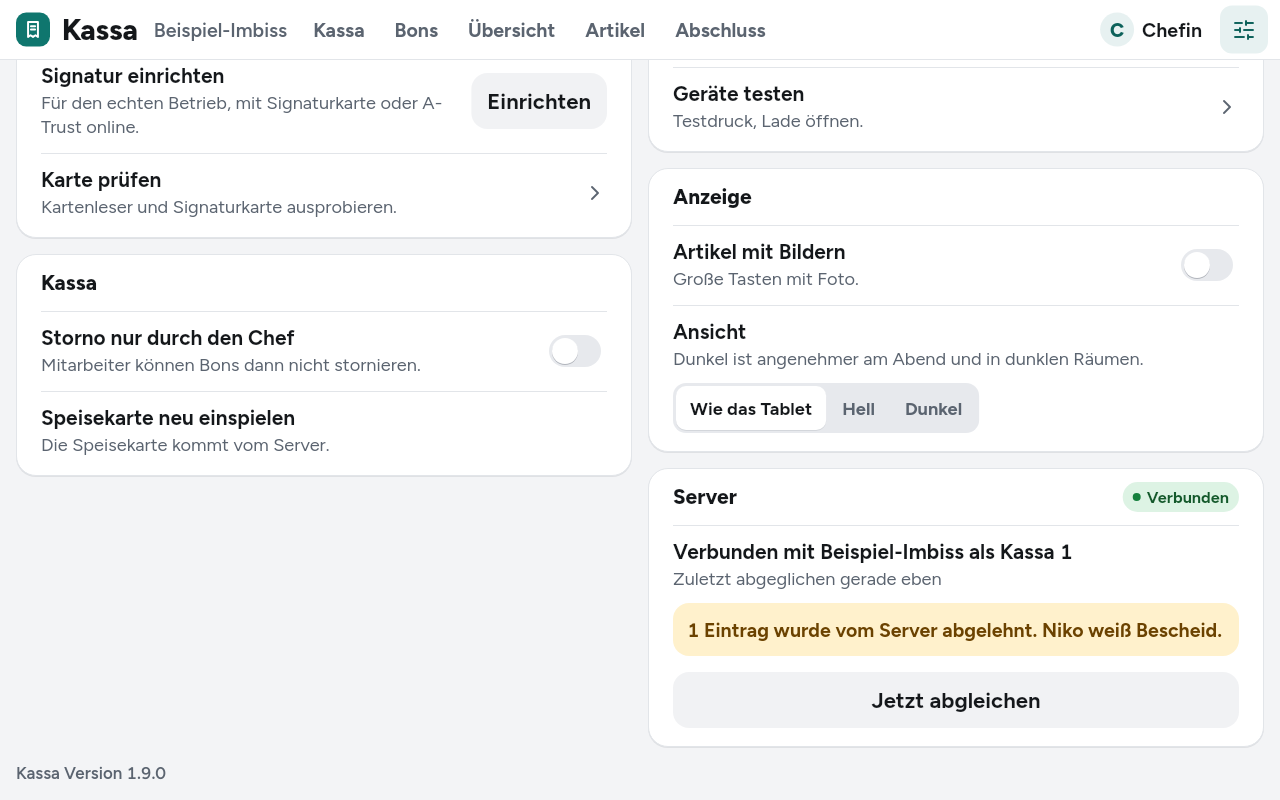 Kassa
Beispiel-Imbiss
Kassa
Bons
Übersicht
Artikel
Abschluss
C
Chefin
Signatur einrichten
Für den echten Betrieb, mit Signaturkarte oder A-
Trust online.
Einrichten
Karte prüfen
Kartenleser und Signaturkarte ausprobieren.
Kassa
Storno nur durch den Chef
Mitarbeiter können Bons dann nicht stornieren.
Speisekarte neu einspielen
Die Speisekarte kommt vom Server.
Geräte testen
Testdruck, Lade öffnen.
Anzeige
Artikel mit Bildern
Große Tasten mit Foto.
Ansicht
Dunkel ist angenehmer am Abend und in dunklen Räumen.
Wie das Tablet
Hell
Dunkel
Server
Verbunden
Verbunden mit Beispiel-Imbiss als Kassa 1
Zuletzt abgeglichen gerade eben
1 Eintrag wurde vom Server abgelehnt. Niko weiß Bescheid.
Jetzt abgleichen
Kassa Version 1.9.0